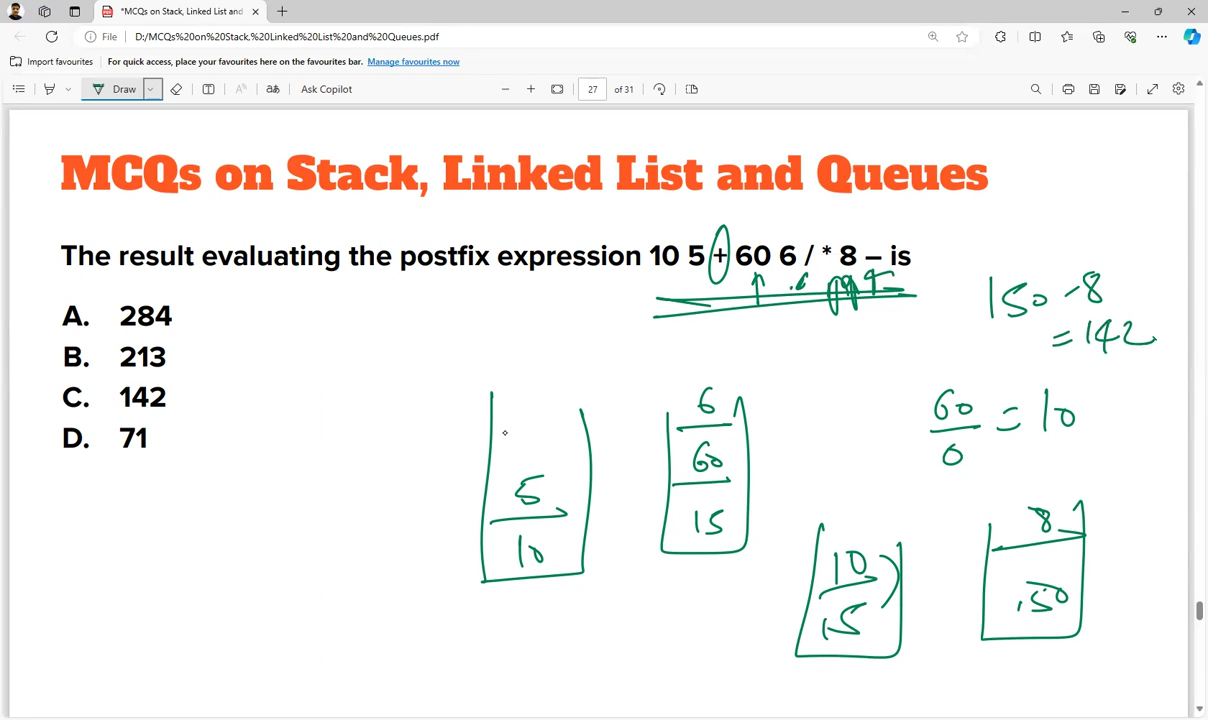 *MCQs on Stack, Linked List and
File
D:/MCQs%20on%20Stack,%20Linked%20List%20and%20Queues.pdf
Import favourites
For quick access, place your favourites here on the favourites bar. Manage favourites now
Draw
Ask Copilot
27 of 31
MCQs on Stack, Linked List and Queues
The result evaluating the postfix expression 10 5 + 60 6 / * 8 – is
A. 284
B. 213
C. 142
D. 71
150 - 8
= 142
60/0 = 10
5
10
6
60
15
10
15
8
150